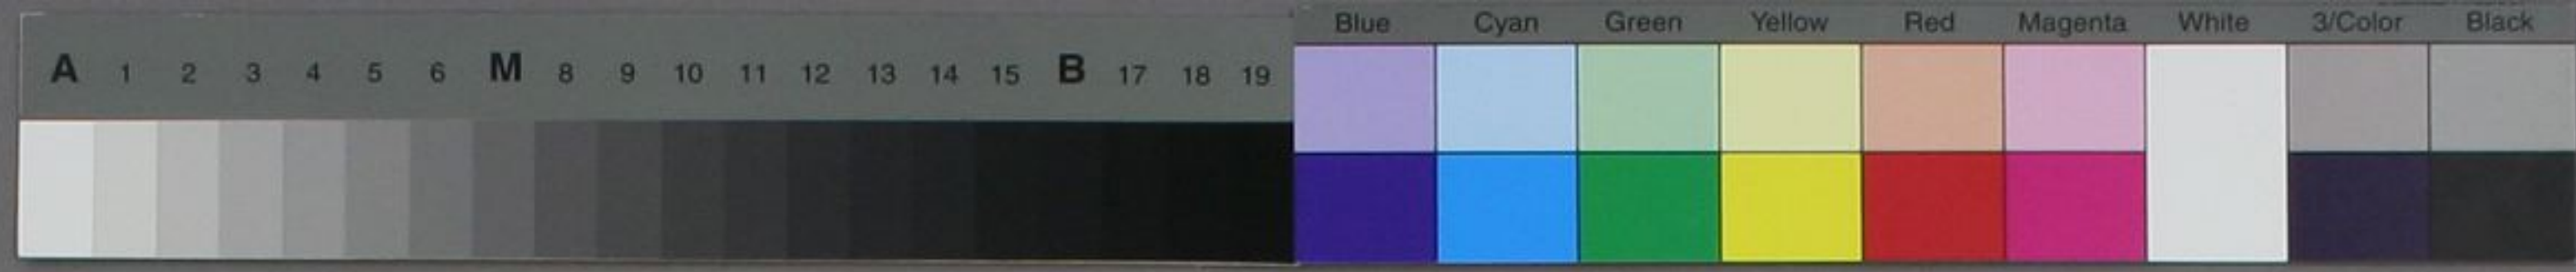 A 1 2 3 4 5 6 M 8 9 10 11 12 13 14 15 B 17 18 19
Blue Cyan Green Yellow Red Magenta White 3/Color Black